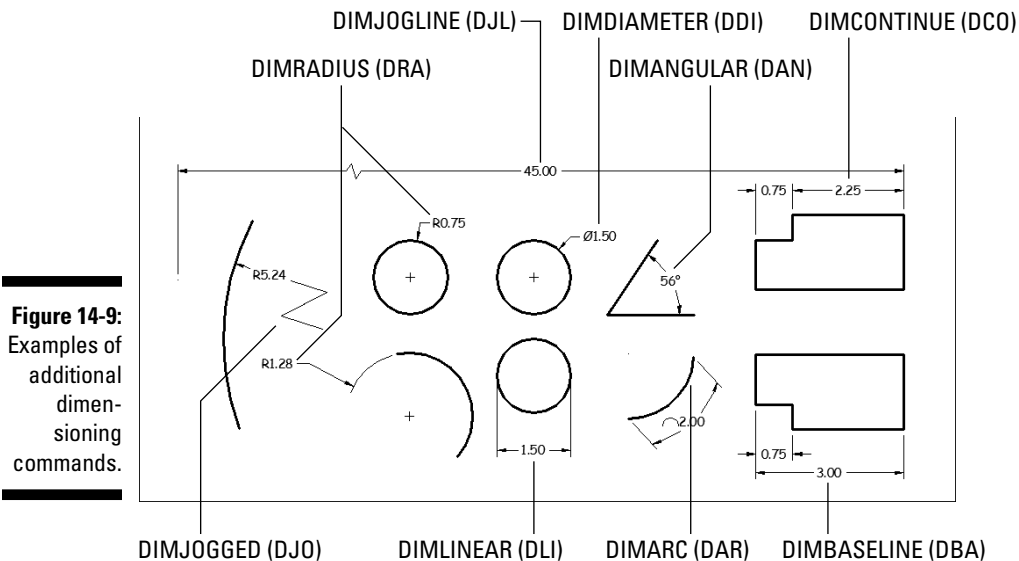 DIMJOGLINE (DJL) DIMDIAMETER (DDI) DIMCONTINUE (DCO)
DIMRADIUS (DRA) DIMANGULAR (DAN)
45.00
0.75 2.25
R0.75 Ø1.50
R5.24 56°
Figure 14-9:
Examples of
additional
dimen-
sioning
commands.
R1.28
⌒2.00
1.50 0.75
3.00
DIMJOGGED (DJO) DIMLINEAR (DLI) DIMARC (DAR) DIMBASELINE (DBA)